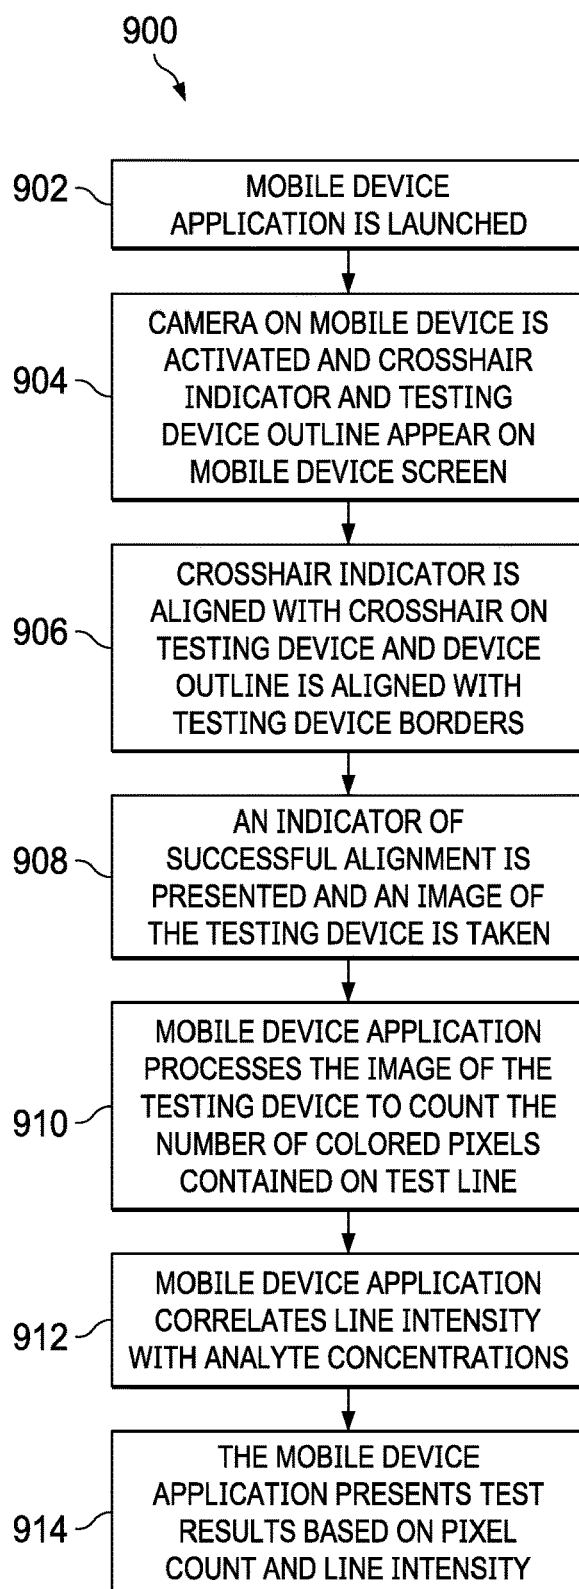 900
902
MOBILE DEVICE
APPLICATION IS LAUNCHED
904
CAMERA ON MOBILE DEVICE IS
ACTIVATED AND CROSSHAIR
INDICATOR AND TESTING
DEVICE OUTLINE APPEAR ON
MOBILE DEVICE SCREEN
906
CROSSHAIR INDICATOR IS
ALIGNED WITH CROSSHAIR ON
TESTING DEVICE AND DEVICE
OUTLINE IS ALIGNED WITH
TESTING DEVICE BORDERS
908
AN INDICATOR OF
SUCCESSFUL ALIGNMENT IS
PRESENTED AND AN IMAGE OF
THE TESTING DEVICE IS TAKEN
910
MOBILE DEVICE APPLICATION
PROCESSES THE IMAGE OF THE
TESTING DEVICE TO COUNT THE
NUMBER OF COLORED PIXELS
CONTAINED ON TEST LINE
912
MOBILE DEVICE APPLICATION
CORRELATES LINE INTENSITY
WITH ANALYTE CONCENTRATIONS
914
THE MOBILE DEVICE
APPLICATION PRESENTS TEST
RESULTS BASED ON PIXEL
COUNT AND LINE INTENSITY